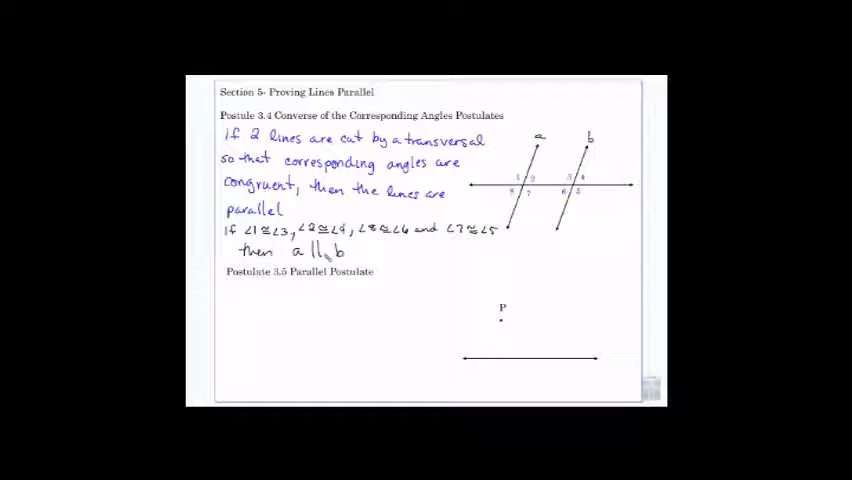 Section 5- Proving Lines Parallel
Postule 3.4 Converse of the Corresponding Angles Postulates
If 2 lines are cut by a transversal
so that corresponding angles are
congruent, then the lines are
parallel
If ∠1≅∠3, ∠2≅∠4, ∠8≅∠6 and ∠7≅∠5
then a || b
a b
1 2 3 4
8 7 6 5
Postulate 3.5 Parallel Postulate
P